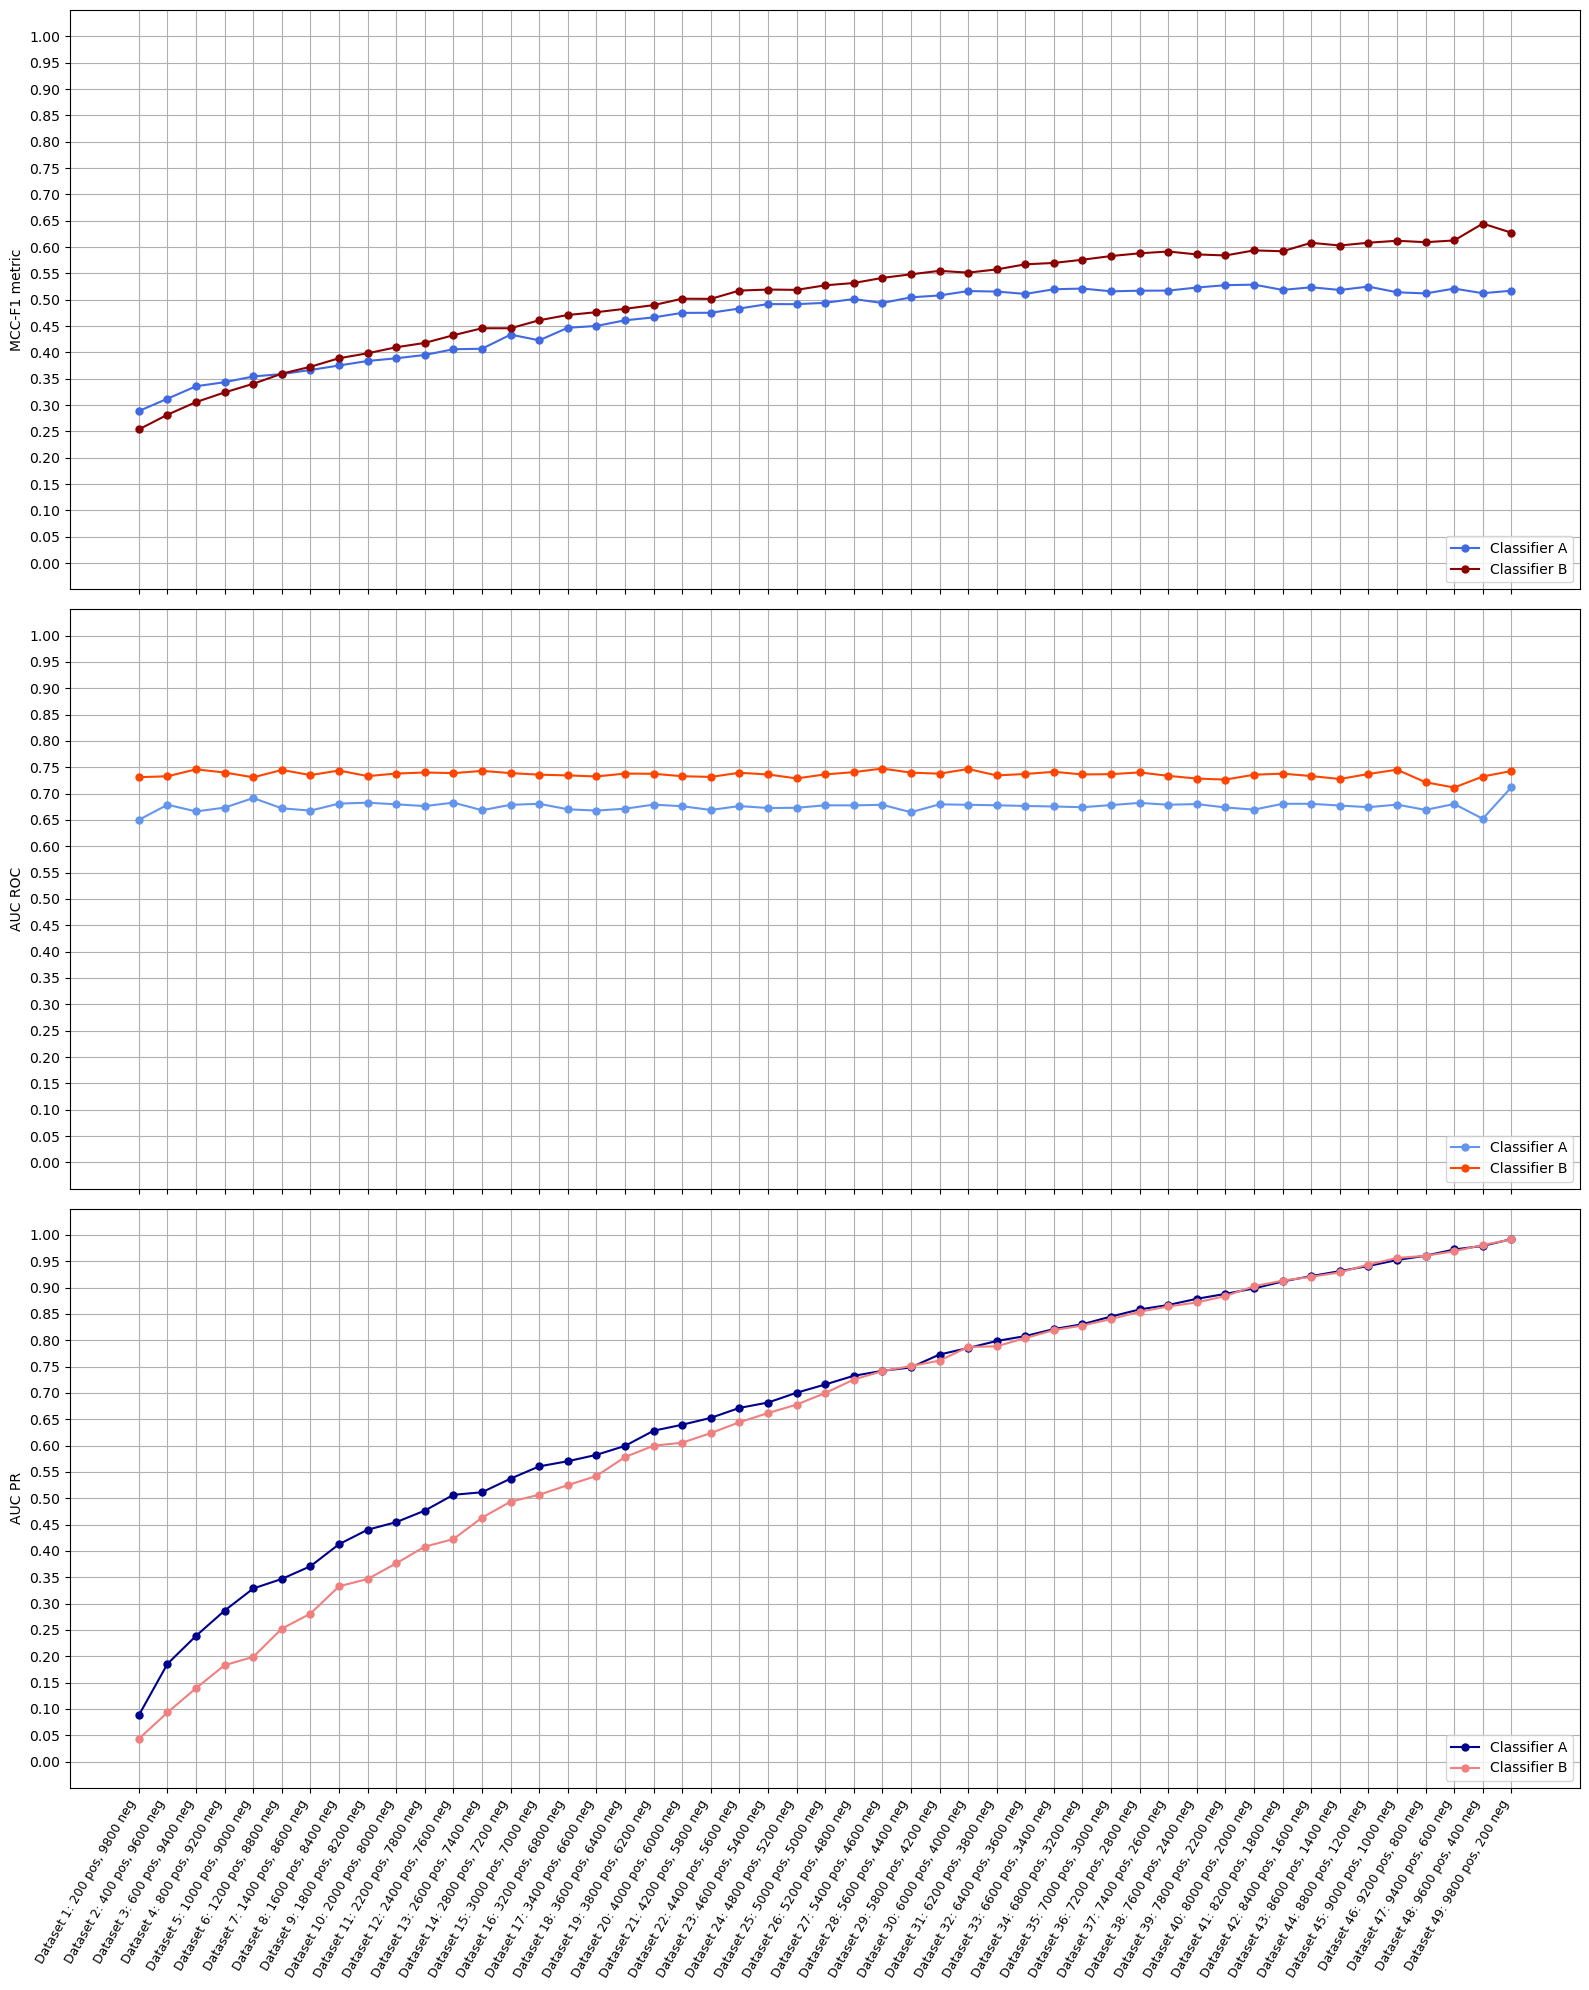 1.00
0.95
0.90
0.85
0.80
0.75
0.70
0.65
0.60
0.55
0.50
0.45
0.40
0.35
0.30
0.25
0.20
0.15
0.10
0.05
0.00
MCC-F1 metric
Classifier A
Classifier B
1.00
0.95
0.90
0.85
0.80
0.75
0.70
0.65
0.60
0.55
0.50
0.45
0.40
0.35
0.30
0.25
0.20
0.15
0.10
0.05
0.00
AUC ROC
Classifier A
Classifier B
1.00
0.95
0.90
0.85
0.80
0.75
0.70
0.65
0.60
0.55
0.50
0.45
0.40
0.35
0.30
0.25
0.20
0.15
0.10
0.05
0.00
AUC PR
Classifier A
Classifier B
Dataset 1: 200 pos, 9800 neg
Dataset 2: 400 pos, 9600 neg
Dataset 3: 600 pos, 9400 neg
Dataset 4: 800 pos, 9200 neg
Dataset 5: 1000 pos, 9000 neg
Dataset 6: 1200 pos, 8800 neg
Dataset 7: 1400 pos, 8600 neg
Dataset 8: 1600 pos, 8400 neg
Dataset 9: 1800 pos, 8200 neg
Dataset 10: 2000 pos, 8000 neg
Dataset 11: 2200 pos, 7800 neg
Dataset 12: 2400 pos, 7600 neg
Dataset 13: 2600 pos, 7400 neg
Dataset 14: 2800 pos, 7200 neg
Dataset 15: 3000 pos, 7000 neg
Dataset 16: 3200 pos, 6800 neg
Dataset 17: 3400 pos, 6600 neg
Dataset 18: 3600 pos, 6400 neg
Dataset 19: 3800 pos, 6200 neg
Dataset 20: 4000 pos, 6000 neg
Dataset 21: 4200 pos, 5800 neg
Dataset 22: 4400 pos, 5600 neg
Dataset 23: 4600 pos, 5400 neg
Dataset 24: 4800 pos, 5200 neg
Dataset 25: 5000 pos, 5000 neg
Dataset 26: 5200 pos, 4800 neg
Dataset 27: 5400 pos, 4600 neg
Dataset 28: 5600 pos, 4400 neg
Dataset 29: 5800 pos, 4200 neg
Dataset 30: 6000 pos, 4000 neg
Dataset 31: 6200 pos, 3800 neg
Dataset 32: 6400 pos, 3600 neg
Dataset 33: 6600 pos, 3400 neg
Dataset 34: 6800 pos, 3200 neg
Dataset 35: 7000 pos, 3000 neg
Dataset 36: 7200 pos, 2800 neg
Dataset 37: 7400 pos, 2600 neg
Dataset 38: 7600 pos, 2400 neg
Dataset 39: 7800 pos, 2200 neg
Dataset 40: 8000 pos, 2000 neg
Dataset 41: 8200 pos, 1800 neg
Dataset 42: 8400 pos, 1600 neg
Dataset 43: 8600 pos, 1400 neg
Dataset 44: 8800 pos, 1200 neg
Dataset 45: 9000 pos, 1000 neg
Dataset 46: 9200 pos, 800 neg
Dataset 47: 9400 pos, 600 neg
Dataset 48: 9600 pos, 400 neg
Dataset 49: 9800 pos, 200 neg